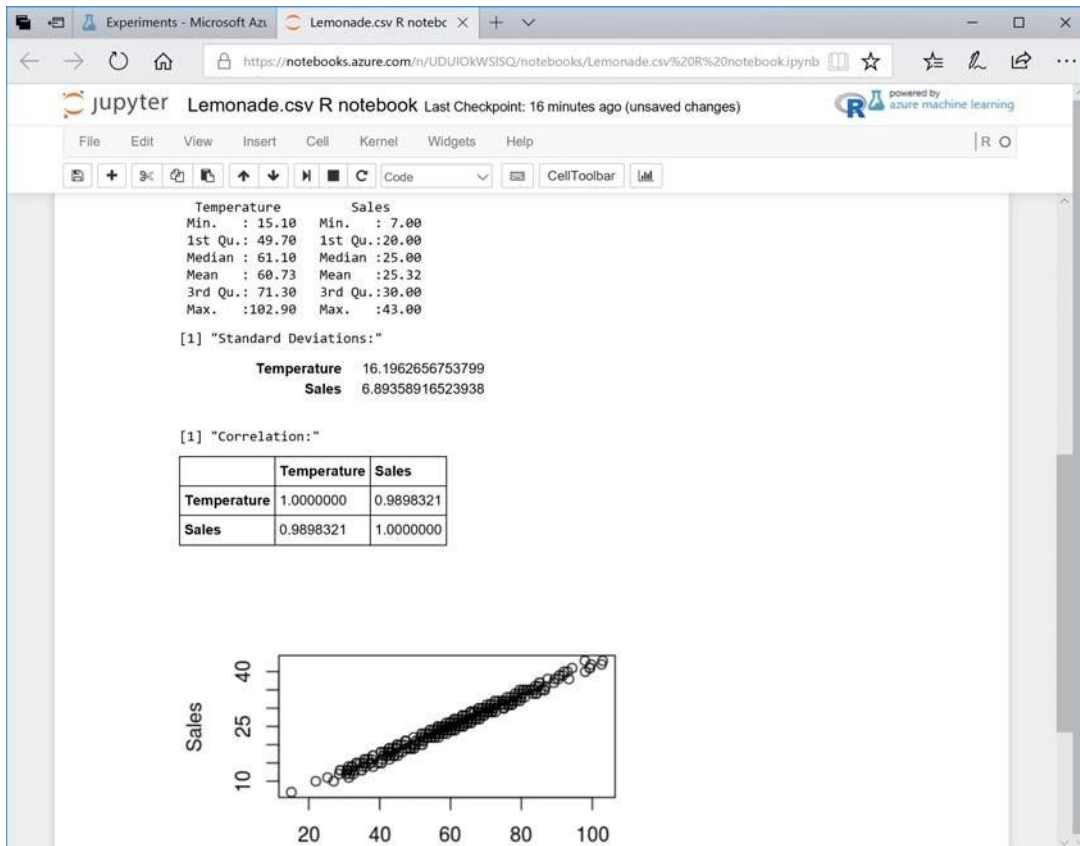 Experiments - Microsoft Azu
Lemonade.csv R notebc
https://notebooks.azure.com/n/UDUIOkWSlSQ/notebooks/Lemonade.csv%20R%20notebook.ipynb
jupyter Lemonade.csv R notebook Last Checkpoint: 16 minutes ago (unsaved changes)
R powered by
azure machine learning
File Edit View Insert Cell Kernel Widgets Help R
Code CellToolbar
Temperature Sales
Min. : 15.10 Min. : 7.00
1st Qu.: 49.70 1st Qu.:20.00
Median : 61.10 Median :25.00
Mean : 60.73 Mean :25.32
3rd Qu.: 71.30 3rd Qu.:30.00
Max. :102.90 Max. :43.00
[1] "Standard Deviations:"
Temperature 16.1962656753799
Sales 6.89358916523938
[1] "Correlation:"
Temperature Sales
Temperature 1.0000000 0.9898321
Sales 0.9898321 1.0000000
Sales
40
25
10
20 40 60 80 100